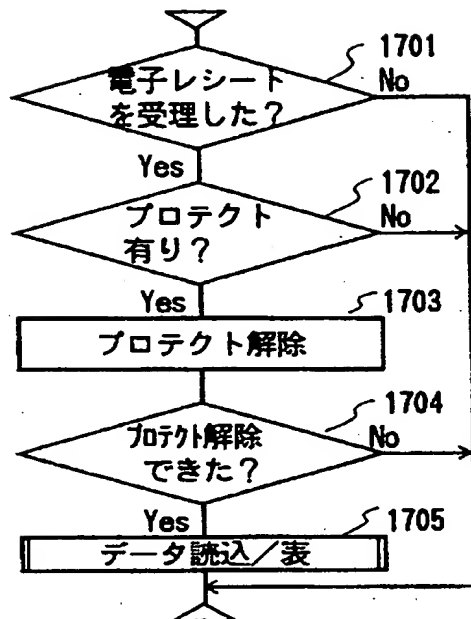 1701
電子レシート
を受理した？
No
Yes
1702
プロテクト
有り？
No
Yes
1703
プロテクト解除
1704
プロテクト解除
できた？
No
Yes
1705
データ読込／表